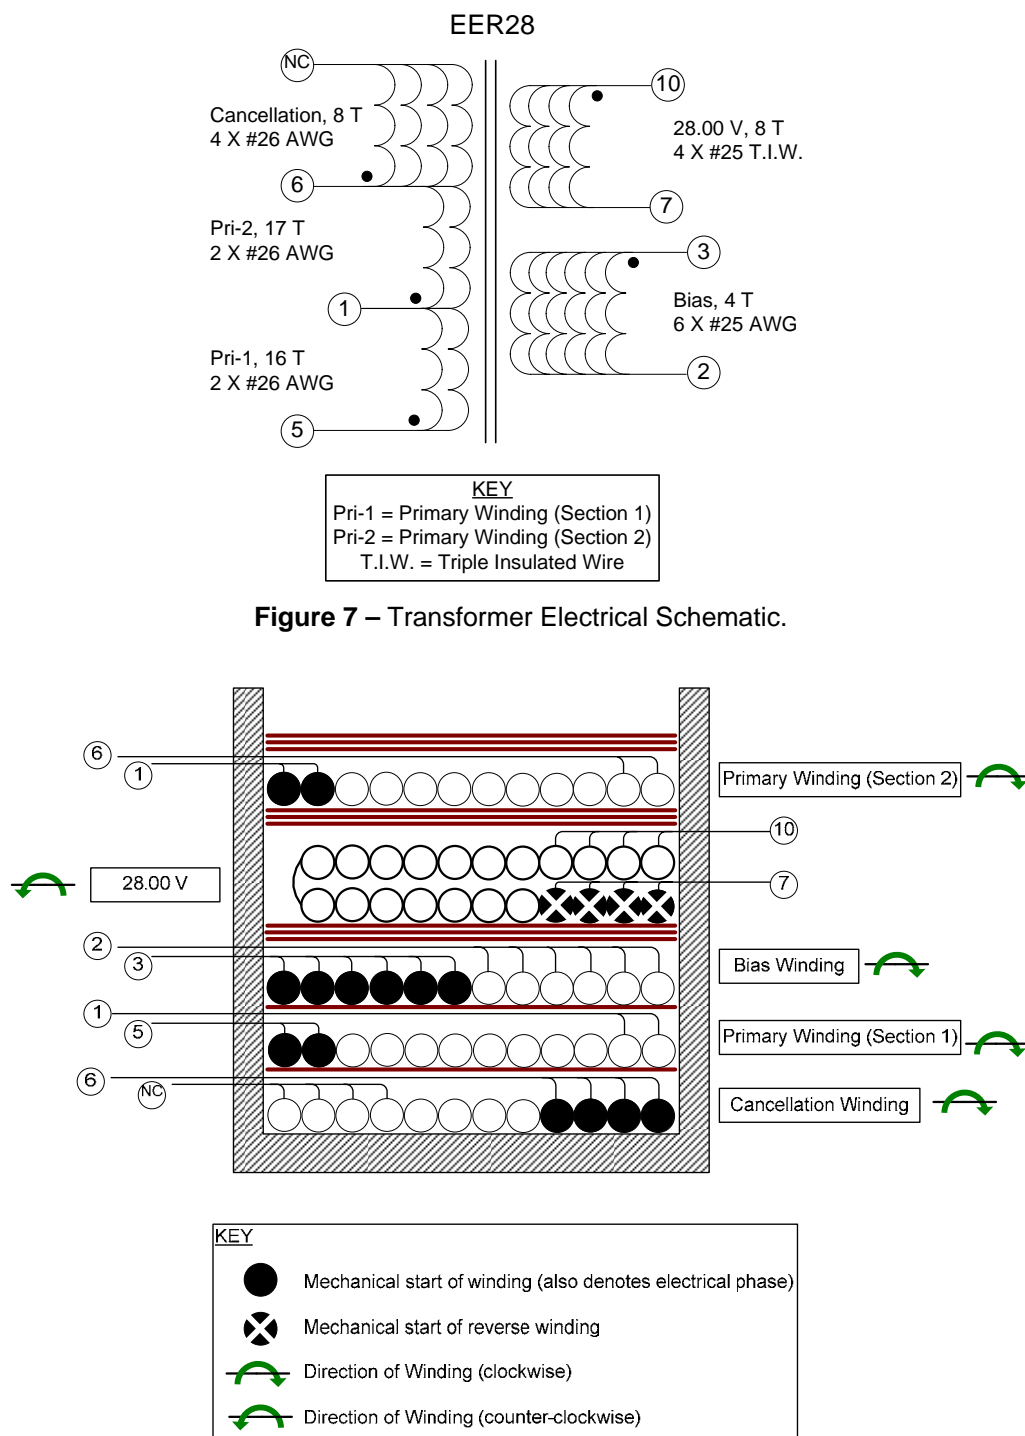 EER28
NC
10
Cancellation, 8 T
4 X #26 AWG
28.00 V, 8 T
4 X #25 T.I.W.
6
7
Pri-2, 17 T
2 X #26 AWG
3
1
Bias, 4 T
6 X #25 AWG
Pri-1, 16 T
2 X #26 AWG
2
5
KEY
Pri-1 = Primary Winding (Section 1)
Pri-2 = Primary Winding (Section 2)
T.I.W. = Triple Insulated Wire
Figure 7 – Transformer Electrical Schematic.
6
1
Primary Winding (Section 2)
10
28.00 V
7
2
3
Bias Winding
1
5
Primary Winding (Section 1)
6
NC
Cancellation Winding
KEY
Mechanical start of winding (also denotes electrical phase)
Mechanical start of reverse winding
Direction of Winding (clockwise)
Direction of Winding (counter-clockwise)